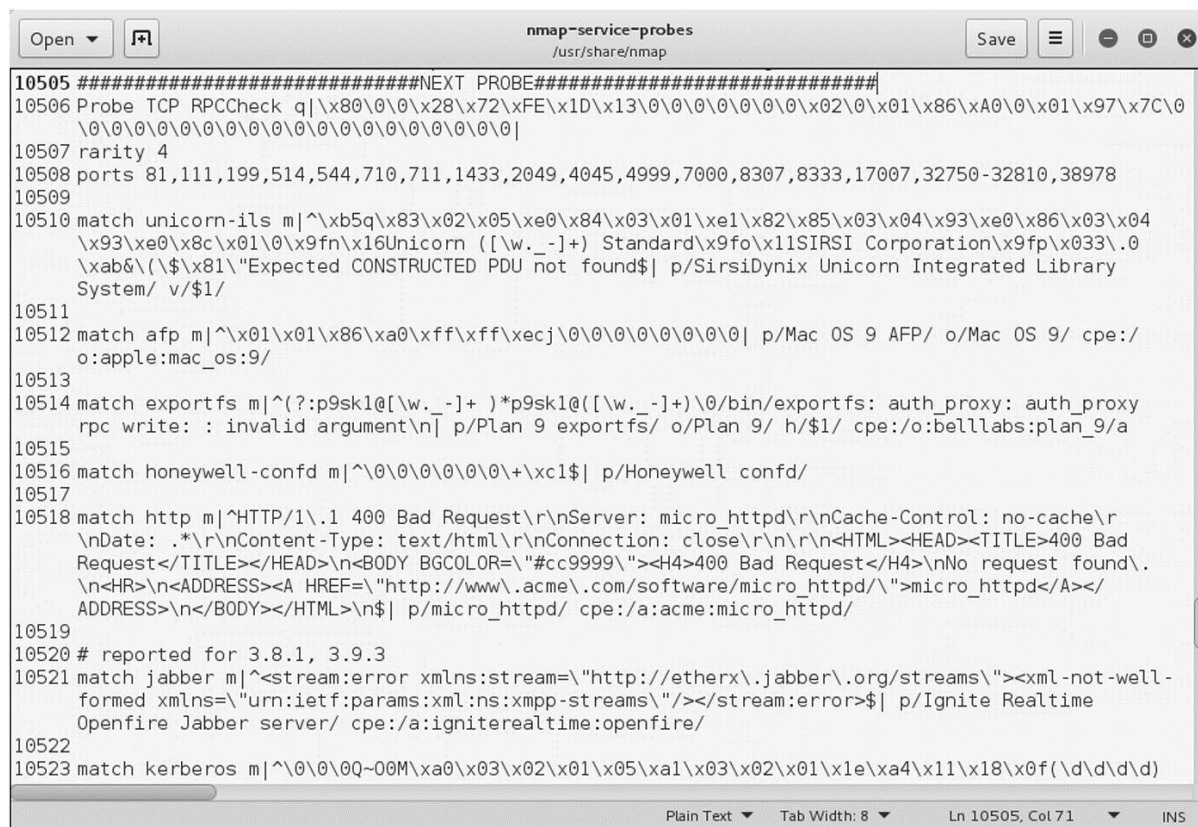 Open
nmap-service-probes
/usr/share/nmap
Save
10505 ##############################NEXT PROBE##############################
10506 Probe TCP RPCCheck q|\x80\0\0\x28\x72\xFE\x1D\x13\0\0\0\0\0\0\0\x02\0\x01\x86\xA0\0\x01\x97\x7C\0
\0\0\0\0\0\0\0\0\0\0\0\0\0\0\0\0\0\0\0|
10507 rarity 4
10508 ports 81,111,199,514,544,710,711,1433,2049,4045,4999,7000,8307,8333,17007,32750-32810,38978
10509
10510 match unicorn-ils m|^\xb5q\x83\x02\x05\xe0\x84\x03\x01\xe1\x82\x85\x03\x04\x93\xe0\x86\x03\x04
\x93\xe0\x8c\x01\0\x9fn\x16Unicorn ([\w._-]+) Standard\x9fo\x11SIRSI Corporation\x9fp\x033\.0
\xab&\(\$\x81\"Expected CONSTRUCTED PDU not found$| p/SirsiDynix Unicorn Integrated Library
System/ v/$1/
10511
10512 match afp m|^\x01\x01\x86\xa0\xff\xff\xecj\0\0\0\0\0\0\0\0| p/Mac OS 9 AFP/ o/Mac OS 9/ cpe:/
o:apple:mac_os:9/
10513
10514 match exportfs m|^(?:p9sk1@[\w._-]+ )*p9sk1@([\w._-]+)\0/bin/exportfs: auth_proxy: auth_proxy
rpc write: : invalid argument\n| p/Plan 9 exportfs/ o/Plan 9/ h/$1/ cpe:/o:belllabs:plan_9/a
10515
10516 match honeywell-confd m|^\0\0\0\0\0\0\+\xc1$| p/Honeywell confd/
10517
10518 match http m|^HTTP/1\.1 400 Bad Request\r\nServer: micro_httpd\r\nCache-Control: no-cache\r
\nDate: .*\r\nContent-Type: text/html\r\nConnection: close\r\n\r\n<HTML><HEAD><TITLE>400 Bad
Request</TITLE></HEAD>\n<BODY BGCOLOR=\"#cc9999\"><H4>400 Bad Request</H4>\nNo request found\.
\n<HR>\n<ADDRESS><A HREF=\"http://www\.acme\.com/software/micro_httpd/\">micro_httpd</A></
ADDRESS>\n</BODY></HTML>\n$| p/micro_httpd/ cpe:/a:acme:micro_httpd/
10519
10520 # reported for 3.8.1, 3.9.3
10521 match jabber m|^<stream:error xmlns:stream=\"http://etherx\.jabber\.org/streams\"><xml-not-well-
formed xmlns=\"urn:ietf:params:xml:ns:xmpp-streams\"/></stream:error>$| p/Ignite Realtime
Openfire Jabber server/ cpe:/a:igniterealtime:openfire/
10522
10523 match kerberos m|^\0\0\0Q~O0M\xa0\x03\x02\x01\x05\xa1\x03\x02\x01\x1e\xa4\x11\x18\x0f(\d\d\d\d)
Plain Text
Tab Width: 8
Ln 10505, Col 71
INS